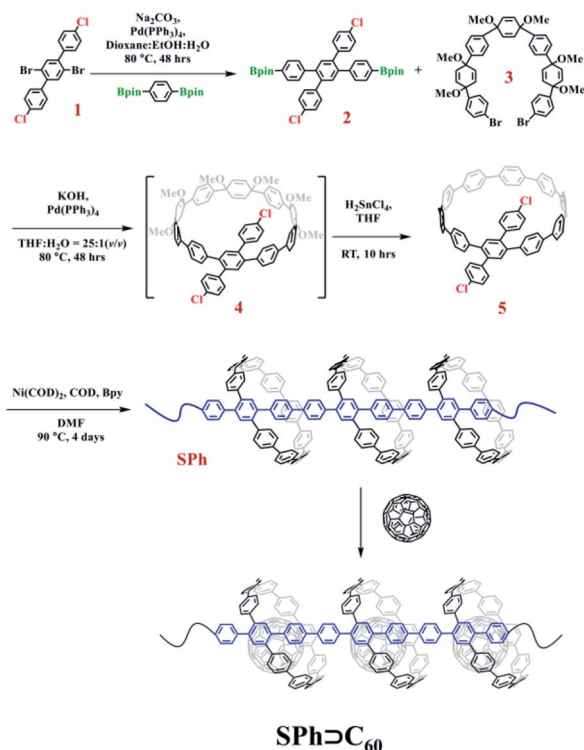 Cl
Br
Br
Cl
1
Na2CO3,
Pd(PPh3)4,
Dioxane:EtOH:H2O
80 °C, 48 hrs
Bpin Bpin
Cl
Bpin Bpin
Cl
2
+
MeO OMe
MeO OMe
MeO OMe
Br Br
3
KOH,
Pd(PPh3)4
THF:H2O = 25:1(v/v)
80 °C, 48 hrs
MeO OMe
MeO OMe
MeO OMe
Cl
Cl
4
H2SnCl4,
THF
RT, 10 hrs
Cl
Cl
5
Ni(COD)2, COD, Bpy
DMF
90 °C, 4 days
SPh
SPh⊃C60